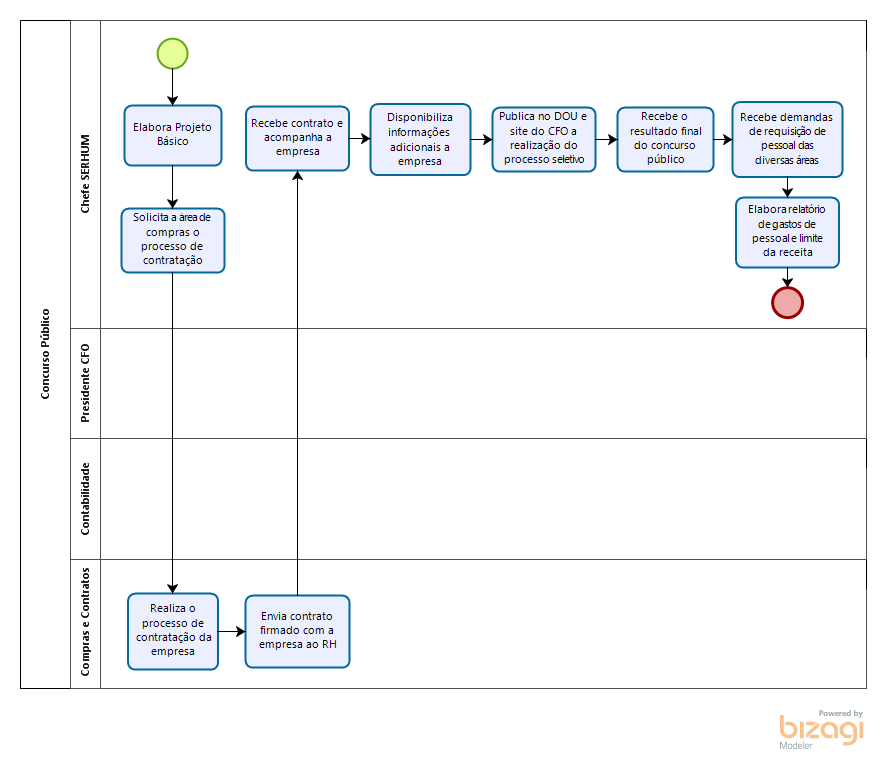 Concurso Público
Chefe SERHUM
Elabora Projeto
Básico
Solicita a área de
compras o
processo de
contratação
Recebe contrato e
acompanha a
empresa
Disponibiliza
informações
adicionais a
empresa
Publica no DOU e
site do CFO a
realização do
processo seletivo
Recebe o
resultado final
do concurso
público
Recebe demandas
de requisição de
pessoal das
diversas áreas
Elabora relatório
de gastos de
pessoal e limite
da receita
Presidente CFO
Contabilidade
Compras e Contratos
Realiza o
processo de
contratação da
empresa
Envia contrato
firmado com a
empresa ao RH
Powered by
bizagi
Modeler